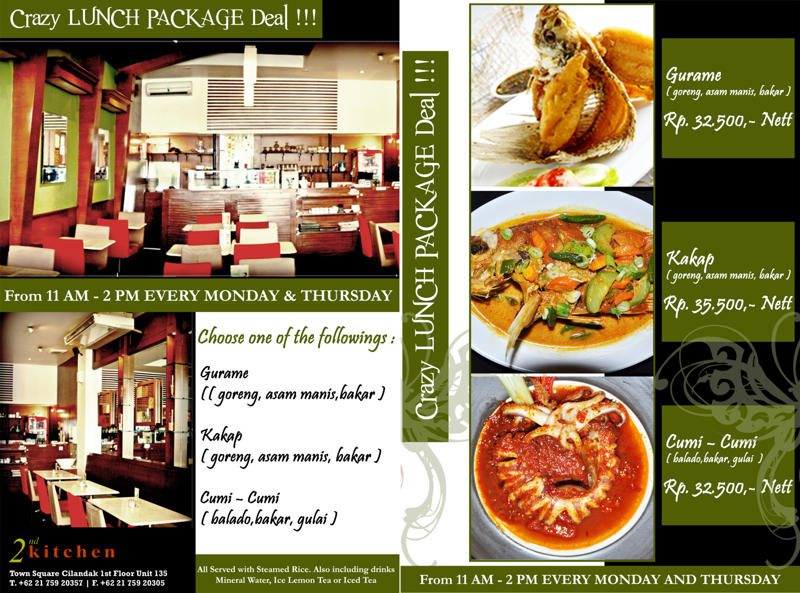 Crazy LUNCH PACKAGE Deal !!!
From 11 AM - 2 PM EVERY MONDAY & THURSDAY
Choose one of the followings :
Gurame
( ( goreng, asam manis,bakar )
Kakap
( goreng, asam manis, bakar )
Cumi ~ Cumi
( balado,bakar, gulai )
2nd kitchen
Town Square Cilandak 1st Floor Unit 135
T. +62 21 759 20357 | F. +62 21 759 20305
All Served with Steamed Rice. Also including drinks
Mineral Water, Ice Lemon Tea or Iced Tea
Crazy LUNCH PACKAGE Deal !!!
Gurame
( goreng, asam manis, bakar )
Rp. 32.500,- Nett
Kakap
( goreng, asam manis, bakar )
Rp. 35.500,- Nett
Cumi ~ Cumi
( balado,bakar, gulai )
Rp. 32.500,- Nett
From 11 AM - 2 PM EVERY MONDAY AND THURSDAY